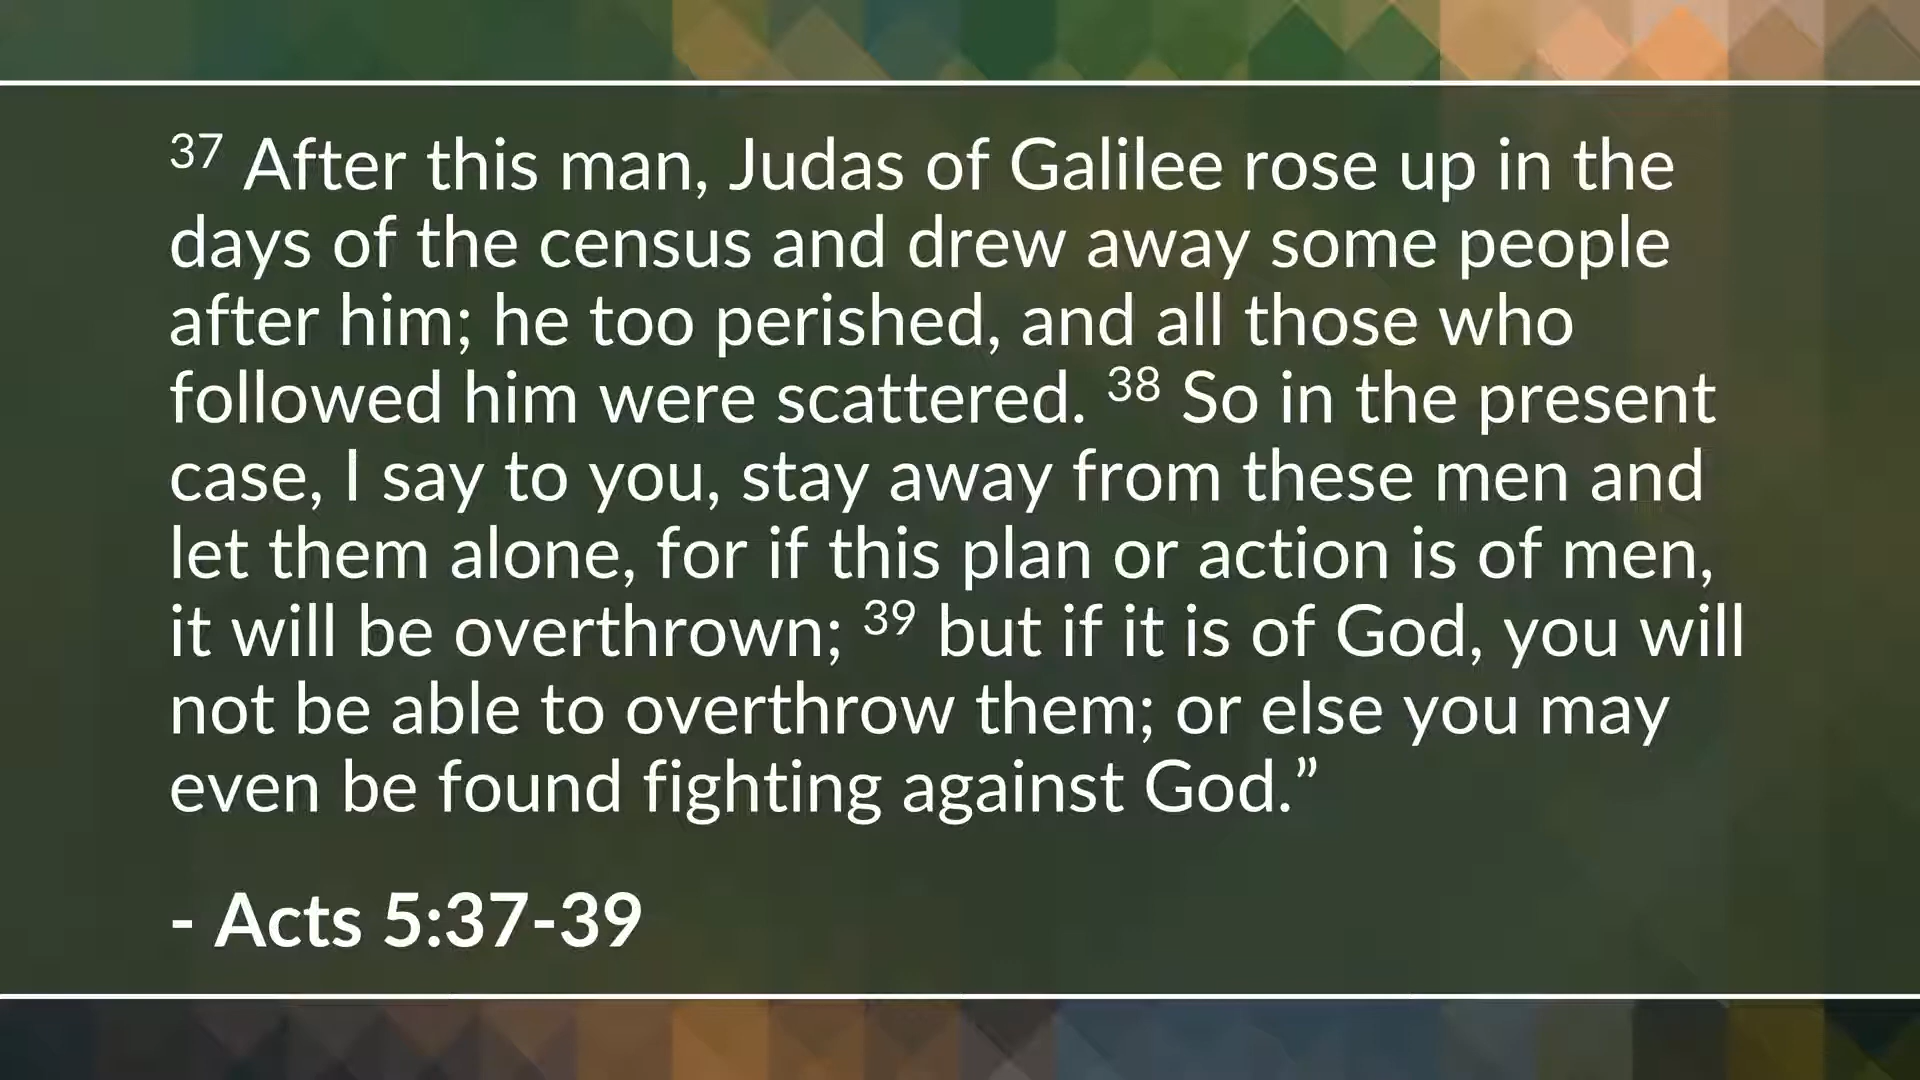 37 After this man, Judas of Galilee rose up in the
days of the census and drew away some people
after him; he too perished, and all those who
followed him were scattered. 38 So in the present
case, I say to you, stay away from these men and
let them alone, for if this plan or action is of men,
it will be overthrown; 39 but if it is of God, you will
not be able to overthrow them; or else you may
even be found fighting against God.”
- Acts 5:37-39